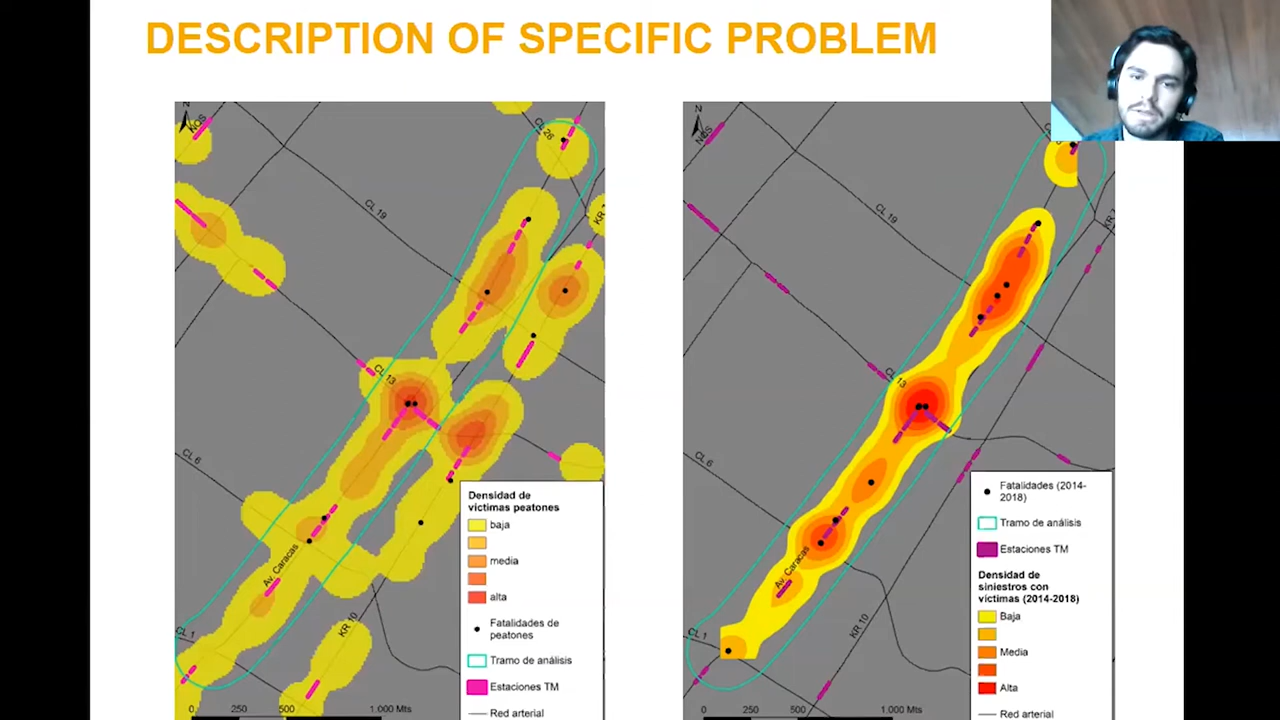 DESCRIPTION OF SPECIFIC PROBLEM
N
NQS
CL 26
CL 19
CL 13
CL 6
Av. Caracas
CL 1
KR 10
Densidad de
víctimas peatones
baja
media
alta
Fatalidades de
peatones
Tramo de análisis
Estaciones TM
Red arterial
0 250 500 1.000 Mts
N
NQS
CL 19
CL 13
CL 6
Av. Caracas
CL 1
KR 10
Fatalidades (2014-
2018)
Tramo de análisis
Estaciones TM
Densidad de
siniestros con
víctimas (2014-2018)
Baja
Media
Alta
Red arterial
0 250 500 1.000 Mts